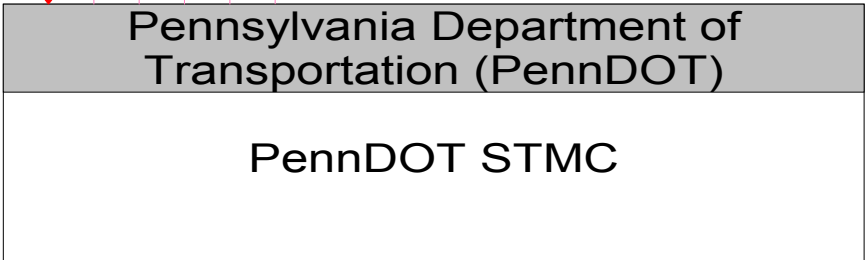 Pennsylvania Department of
Transportation (PennDOT)
PennDOT STMC